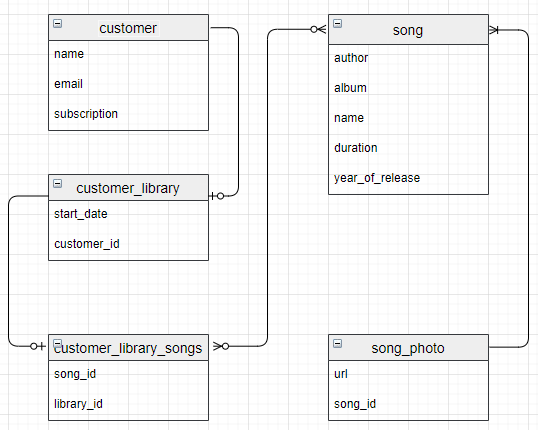 customer
name
email
subscription
customer_library
start_date
customer_id
customer_library_songs
song_id
library_id
song
author
album
name
duration
year_of_release
song_photo
url
song_id